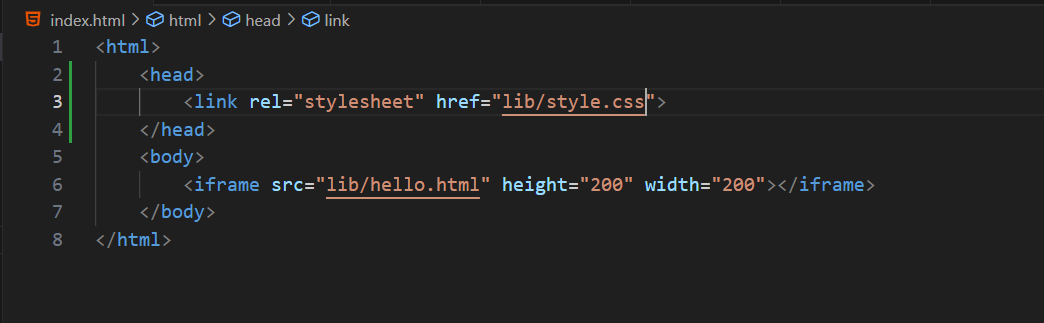 index.html > html > head > link
1 <html>
2     <head>
3         <link rel="stylesheet" href="lib/style.css">
4     </head>
5     <body>
6         <iframe src="lib/hello.html" height="200" width="200"></iframe>
7     </body>
8 </html>